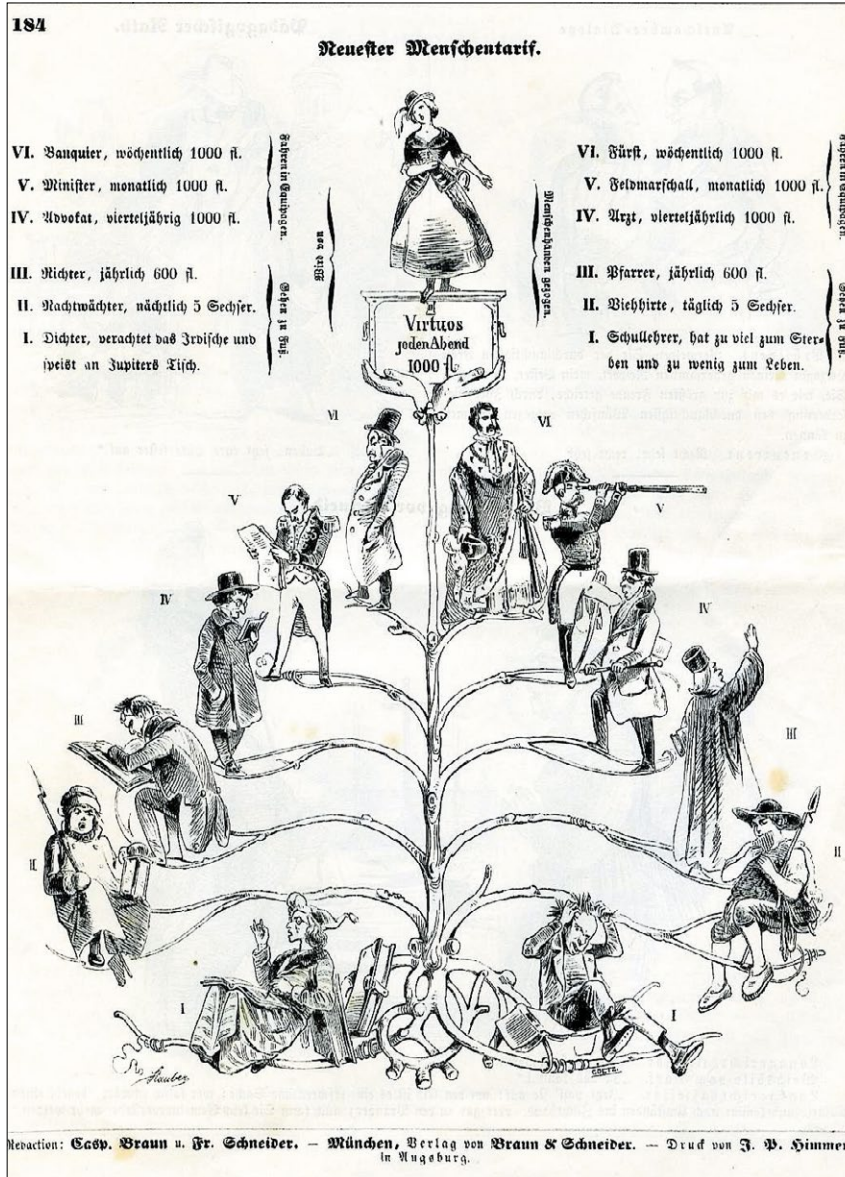 184
Neuester Menschentarif.
VI. Banquier, wöchentlich 1000 fl.
V. Minister, monatlich 1000 fl.
IV. Advokat, vierteljährig 1000 fl.
Fahren in Equipagen.
III. Richter, jährlich 600 fl.
II. Nachtwächter, nächtlich 5 Sechser.
I. Dichter, verachtet das Irdische und
speist an Jupiters Tisch.
Gehen zu Fuß.
Wird von
Menschenhänden gezogen.
VI. Fürst, wöchentlich 1000 fl.
V. Feldmarschall, monatlich 1000 fl.
IV. Arzt, vierteljährlich 1000 fl.
Fahren in Equipagen.
III. Pfarrer, jährlich 600 fl.
II. Viehhirte, täglich 5 Sechser.
I. Schullehrer, hat zu viel zum Ster-
ben und zu wenig zum Leben.
Gehen zu Fuß.
Virtuos
jeden Abend
1000 fl
VI
VI
V
V
IV
IV
III
III
II
II
I
I
Stauber
GOETZ.
Redaction: Casp. Braun u. Fr. Schneider. — München, Verlag von Braun & Schneider. — Druck von J. P. Himmer
in Augsburg.